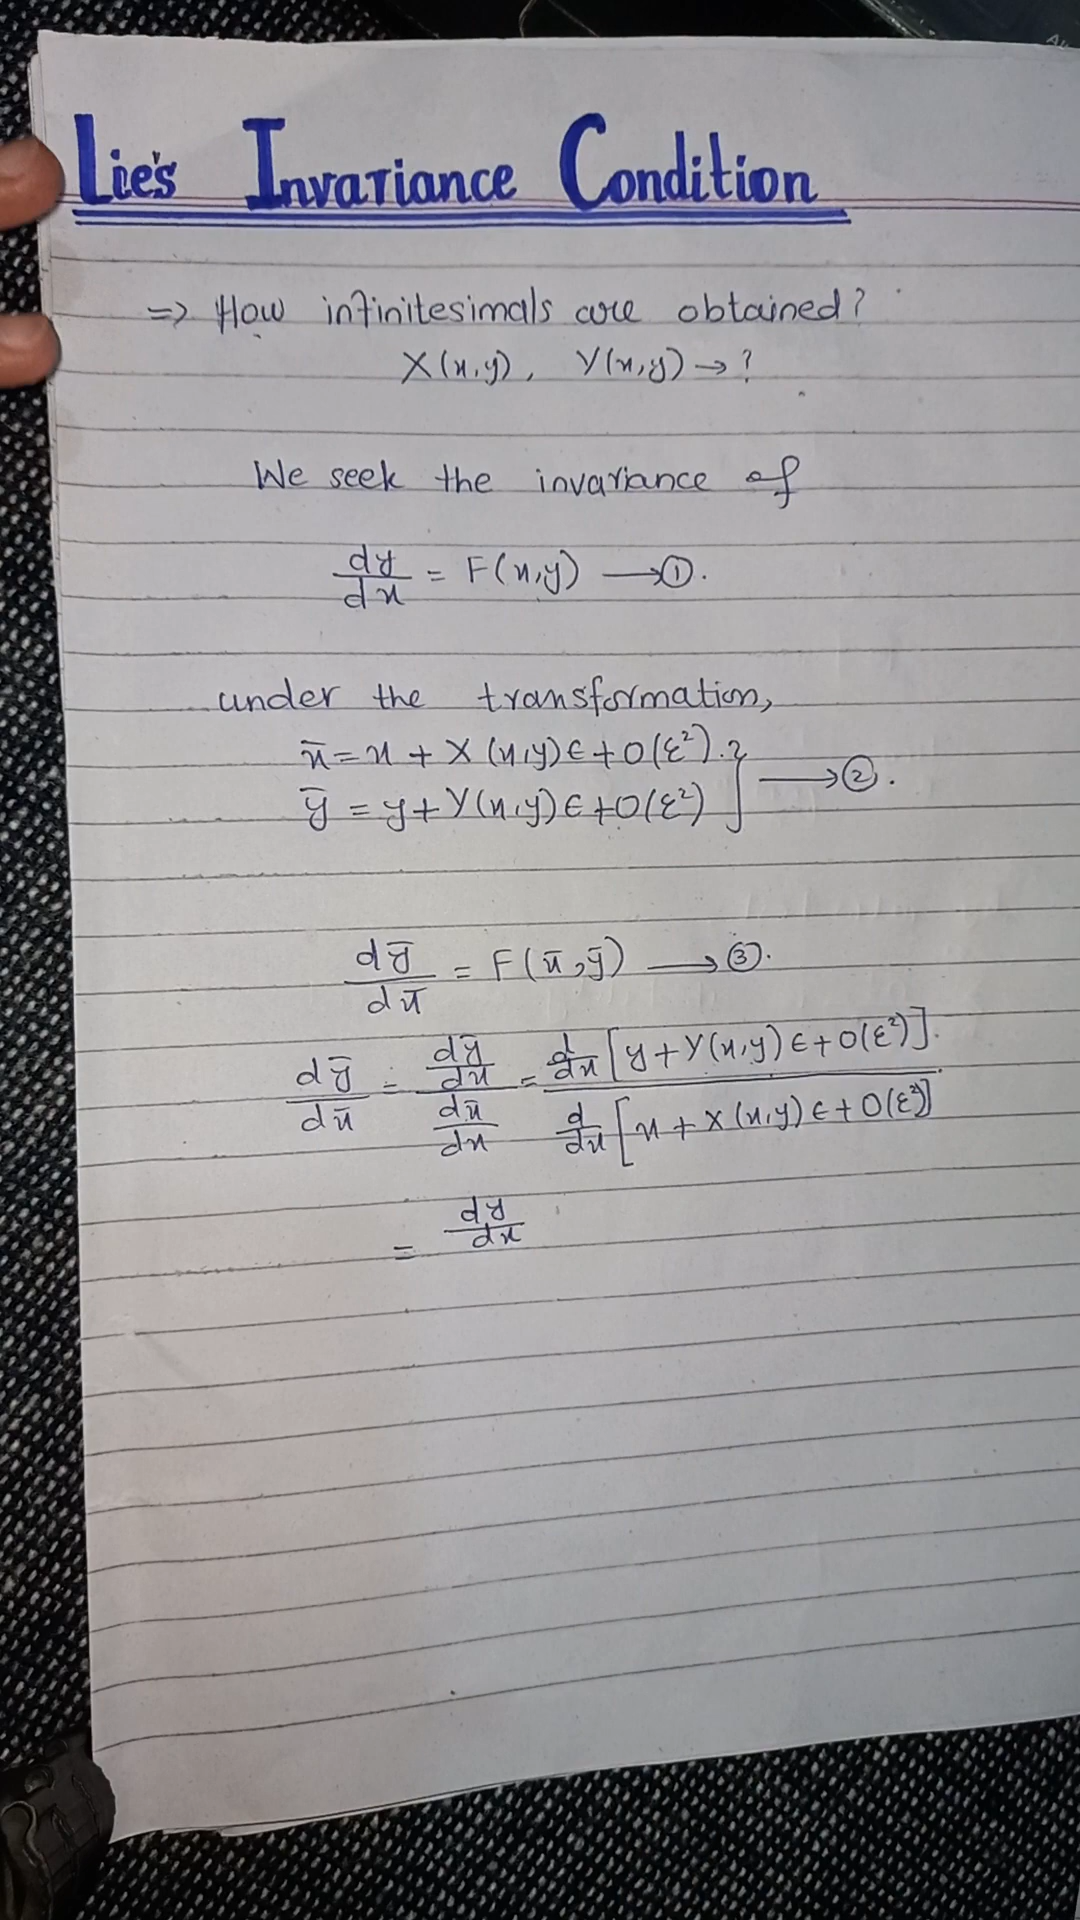 Lie's Invariance Condition
=> How infinitesimals are obtained?
X(x,y), Y(x,y) → ?
We seek the invariance of
dy/dx = F(x,y) → ①.
under the transformation,
x̄ = x + X(x,y)ϵ + O(ε²). }
ȳ = y + Y(x,y)ϵ + O(ε²) } → ②.
dȳ/dx̄ = F(x̄,ȳ) → ③.
dȳ/dx̄ = (dȳ/dx)/(dx̄/dx) = d/dx [y + Y(x,y)ϵ + O(ε²)]. / d/dx [x + X(x,y)ϵ + O(ε²)]
= dy/dx